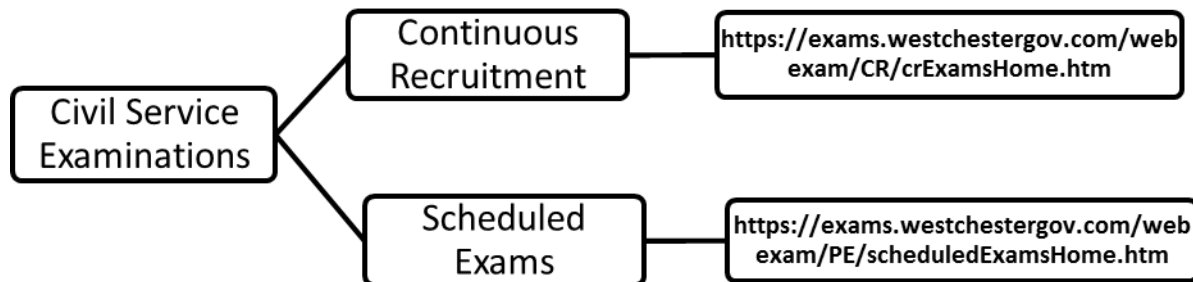 Civil Service
Examinations
Continuous
Recruitment
https://exams.westchestergov.com/web
exam/CR/crExamsHome.htm
Scheduled
Exams
https://exams.westchestergov.com/web
exam/PE/scheduledExamsHome.htm